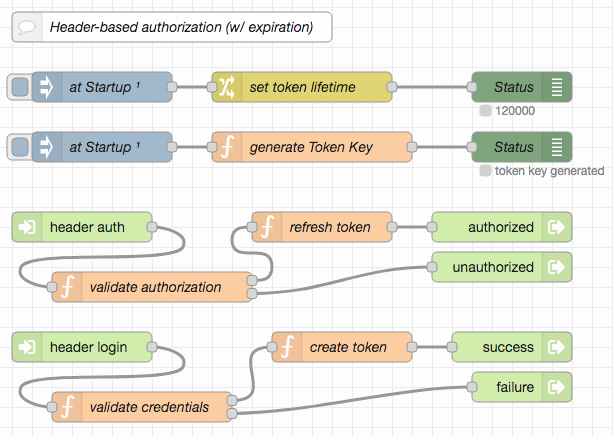 Header-based authorization (w/ expiration)
at Startup ¹
set token lifetime
Status
120000
at Startup ¹
generate Token Key
Status
token key generated
header auth
refresh token
authorized
unauthorized
validate authorization
header login
create token
success
failure
validate credentials